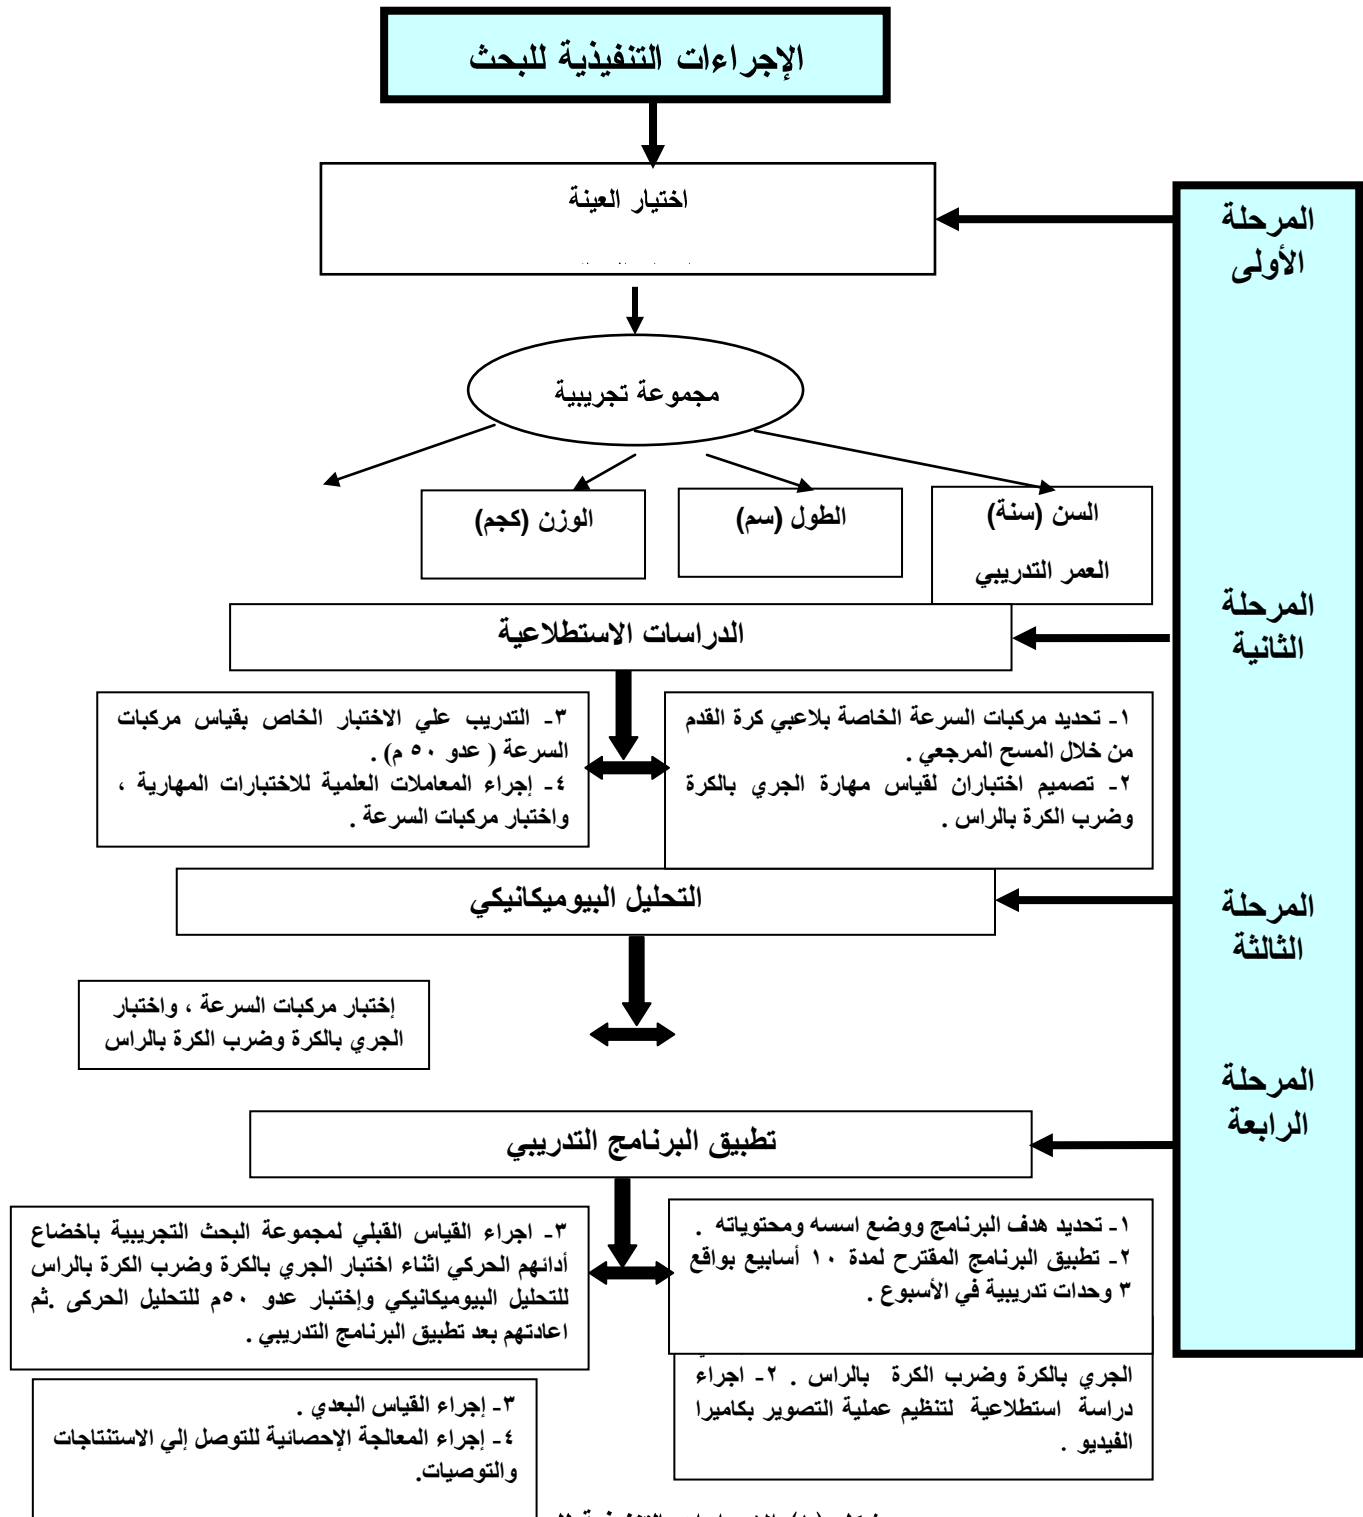 الإجراءات التنفيذية للبحث
اختيار العينة
المرحلة
الأولى
مجموعة تجريبية
السن (سنة)
العمر التدريبي
الطول (سم)
الوزن (كجم)
المرحلة
الثانية
الدراسات الاستطلاعية
١- تحديد مركبات السرعة الخاصة بلاعبي كرة القدم
من خلال المسح المرجعي .
٢- تصميم اختباران لقياس مهارة الجري بالكرة
وضرب الكرة بالراس .
٣- التدريب علي الاختبار الخاص بقياس مركبات
السرعة ( عدو ٥٠ م) .
٤- إجراء المعاملات العلمية للاختبارات المهارية ،
واختبار مركبات السرعة .
المرحلة
الثالثة
التحليل البيوميكانيكي
إختبار مركبات السرعة ، واختبار
الجري بالكرة وضرب الكرة بالراس
المرحلة
الرابعة
تطبيق البرنامج التدريبي
١- تحديد هدف البرنامج ووضع اسسه ومحتوياته .
٢- تطبيق البرنامج المقترح لمدة ١٠ أسابيع بواقع
٣ وحدات تدريبية في الأسبوع .
٣- اجراء القياس القبلي لمجموعة البحث التجريبية باخضاع
أدائهم الحركي اثناء اختبار الجري بالكرة وضرب الكرة بالراس
للتحليل البيوميكانيكي وإختبار عدو ٥٠م للتحليل الحركى .ثم
اعادتهم بعد تطبيق البرنامج التدريبي .
الجري بالكرة وضرب الكرة بالراس . ٢- اجراء
دراسة استطلاعية لتنظيم عملية التصوير بكاميرا
الفيديو .
٣- إجراء القياس البعدي .
٤- إجراء المعالجة الإحصائية للتوصل إلي الاستنتاجات
والتوصيات.